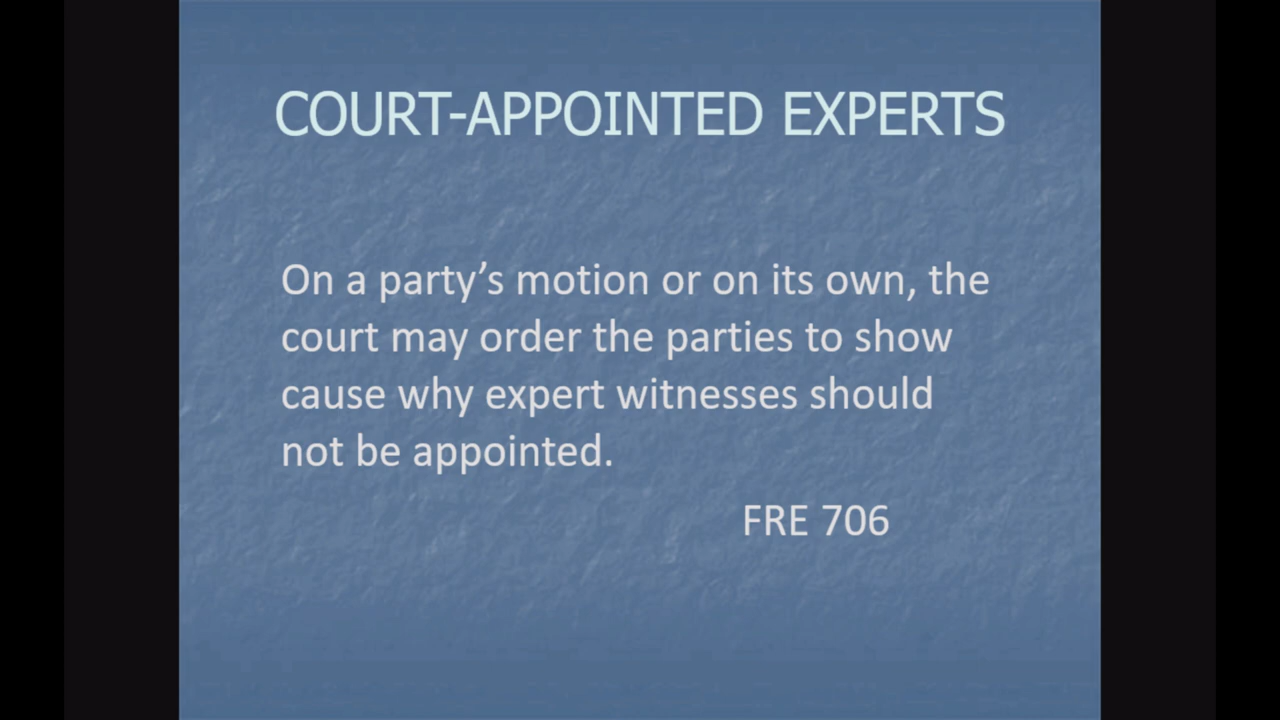 COURT-APPOINTED EXPERTS
On a party’s motion or on its own, the
court may order the parties to show
cause why expert witnesses should
not be appointed.
FRE 706